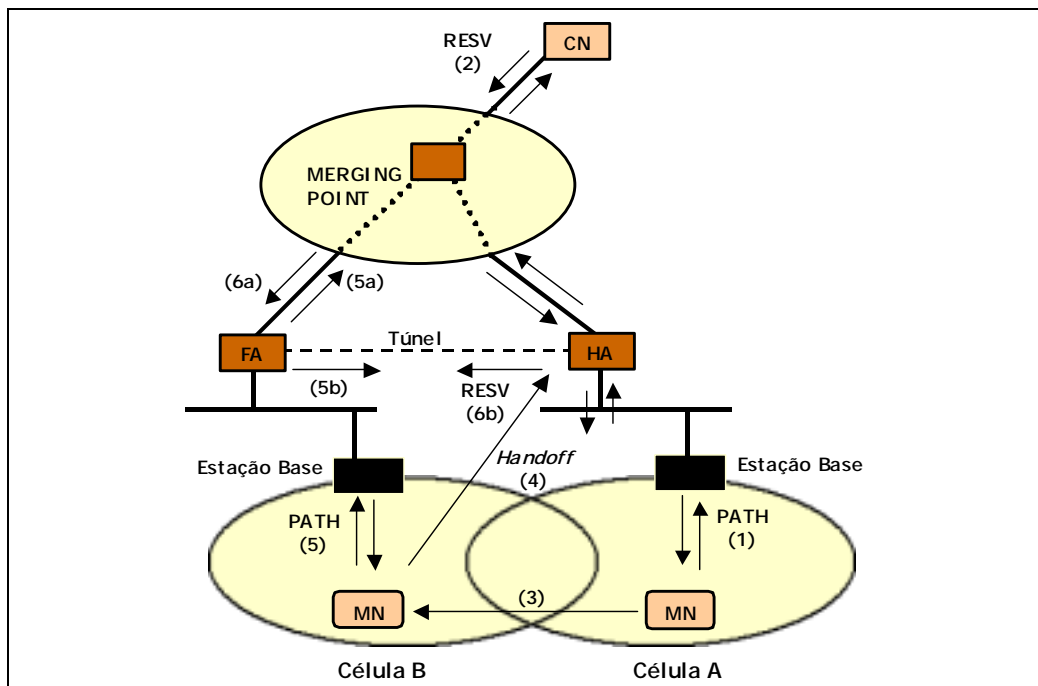 RESV
(2)
CN
MERGING
POINT
(6a)
(5a)
FA
Túnel
HA
(5b)
RESV
(6b)
Estação Base
Handoff
(4)
Estação Base
PATH
(5)
PATH
(1)
MN
(3)
MN
Célula B
Célula A